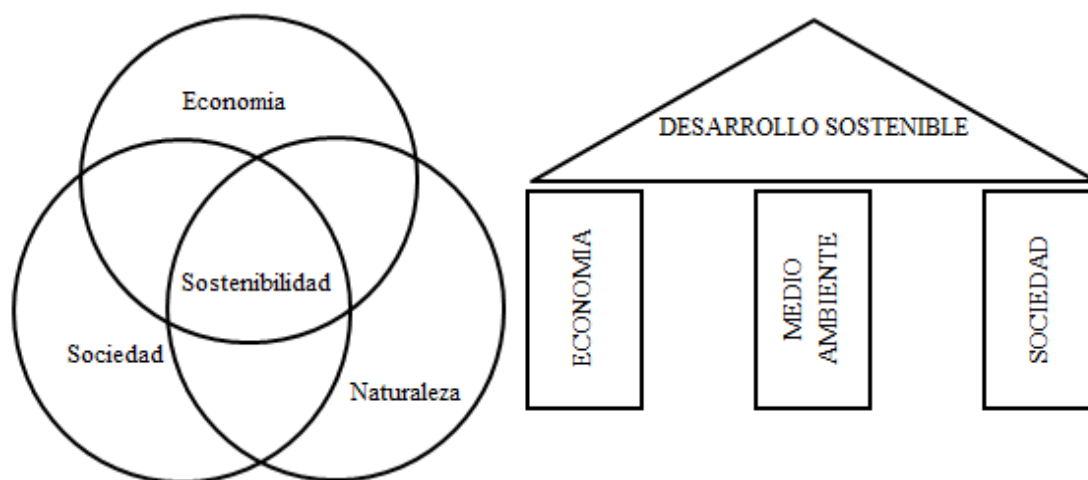 Economia
Sostenibilidad
Sociedad
Naturaleza
DESARROLLO SOSTENIBLE
ECONOMIA
MEDIO
AMBIENTE
SOCIEDAD